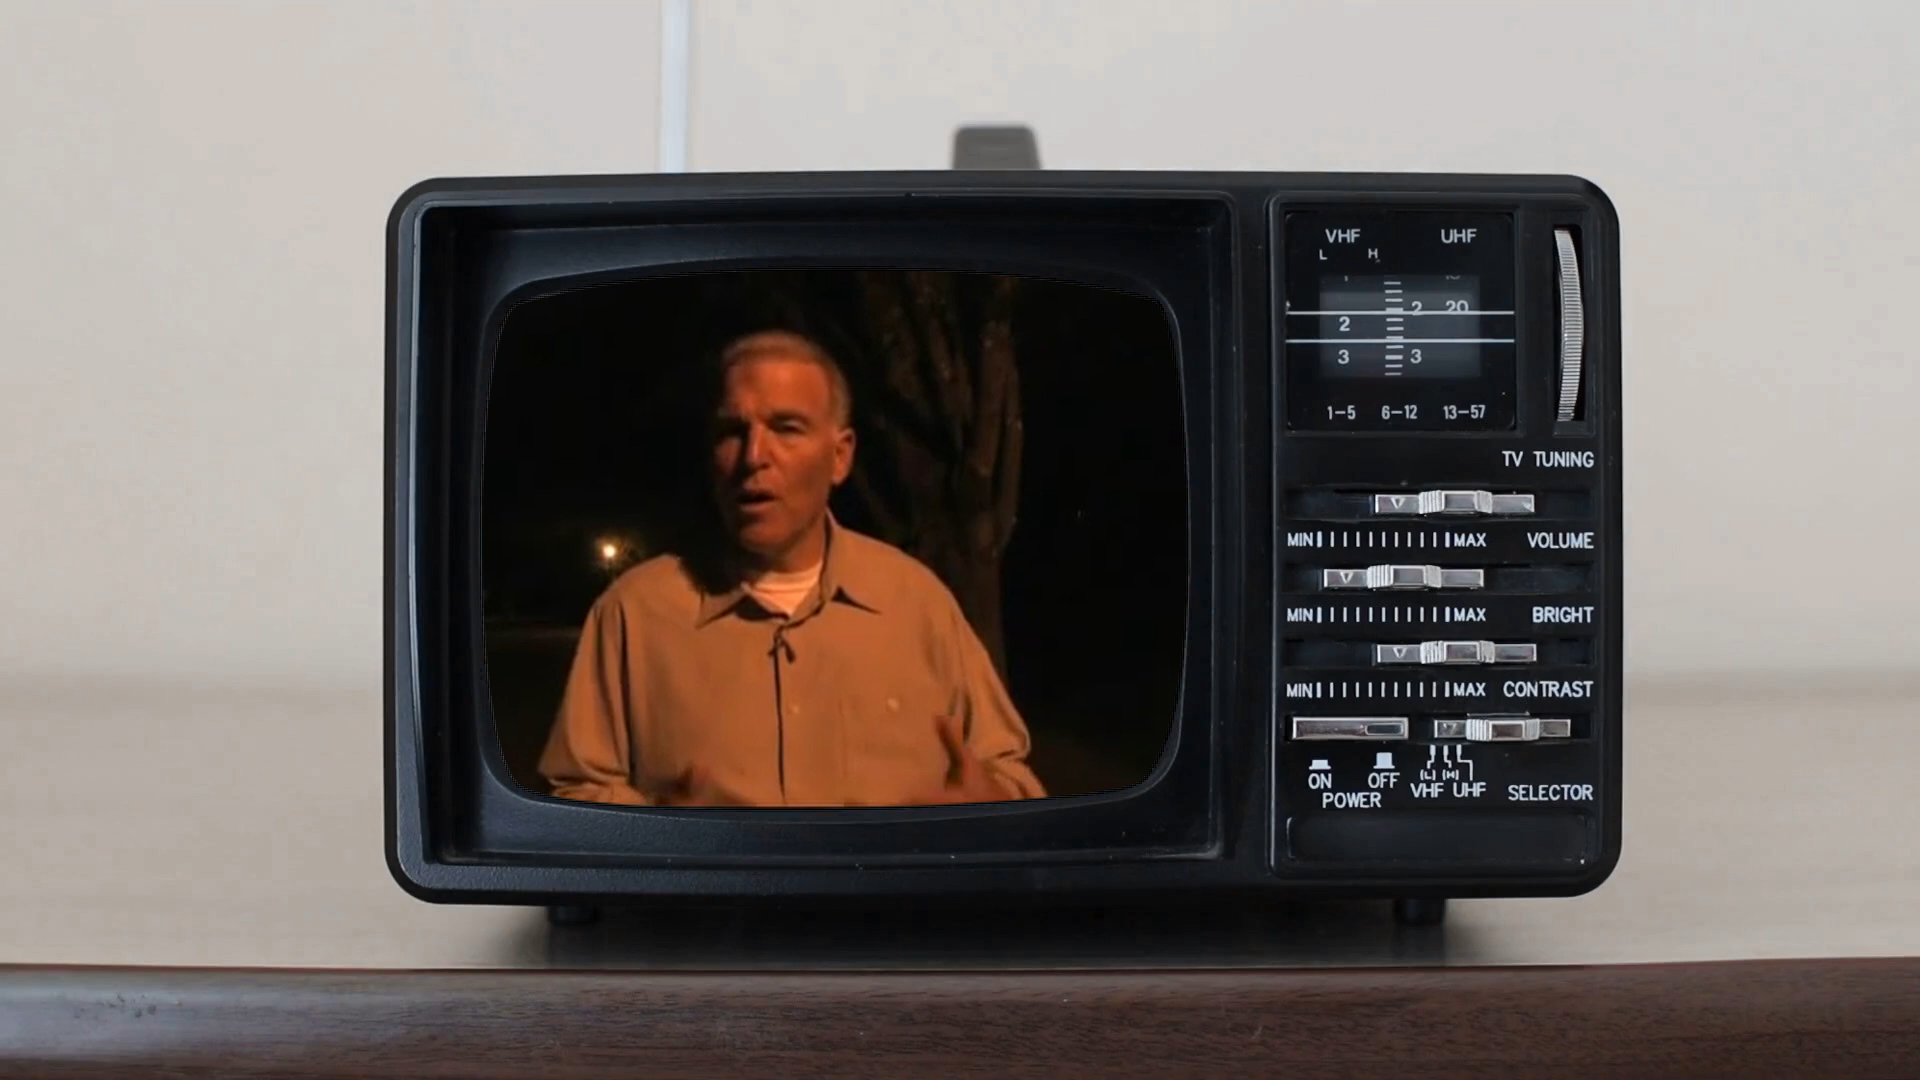 VHF UHF
L H
2 20
2
3 3
1-5 6-12 13-57
TV TUNING
MIN MAX VOLUME
MIN MAX BRIGHT
MIN MAX CONTRAST
ON OFF
POWER
(L) (H)
VHF UHF
SELECTOR